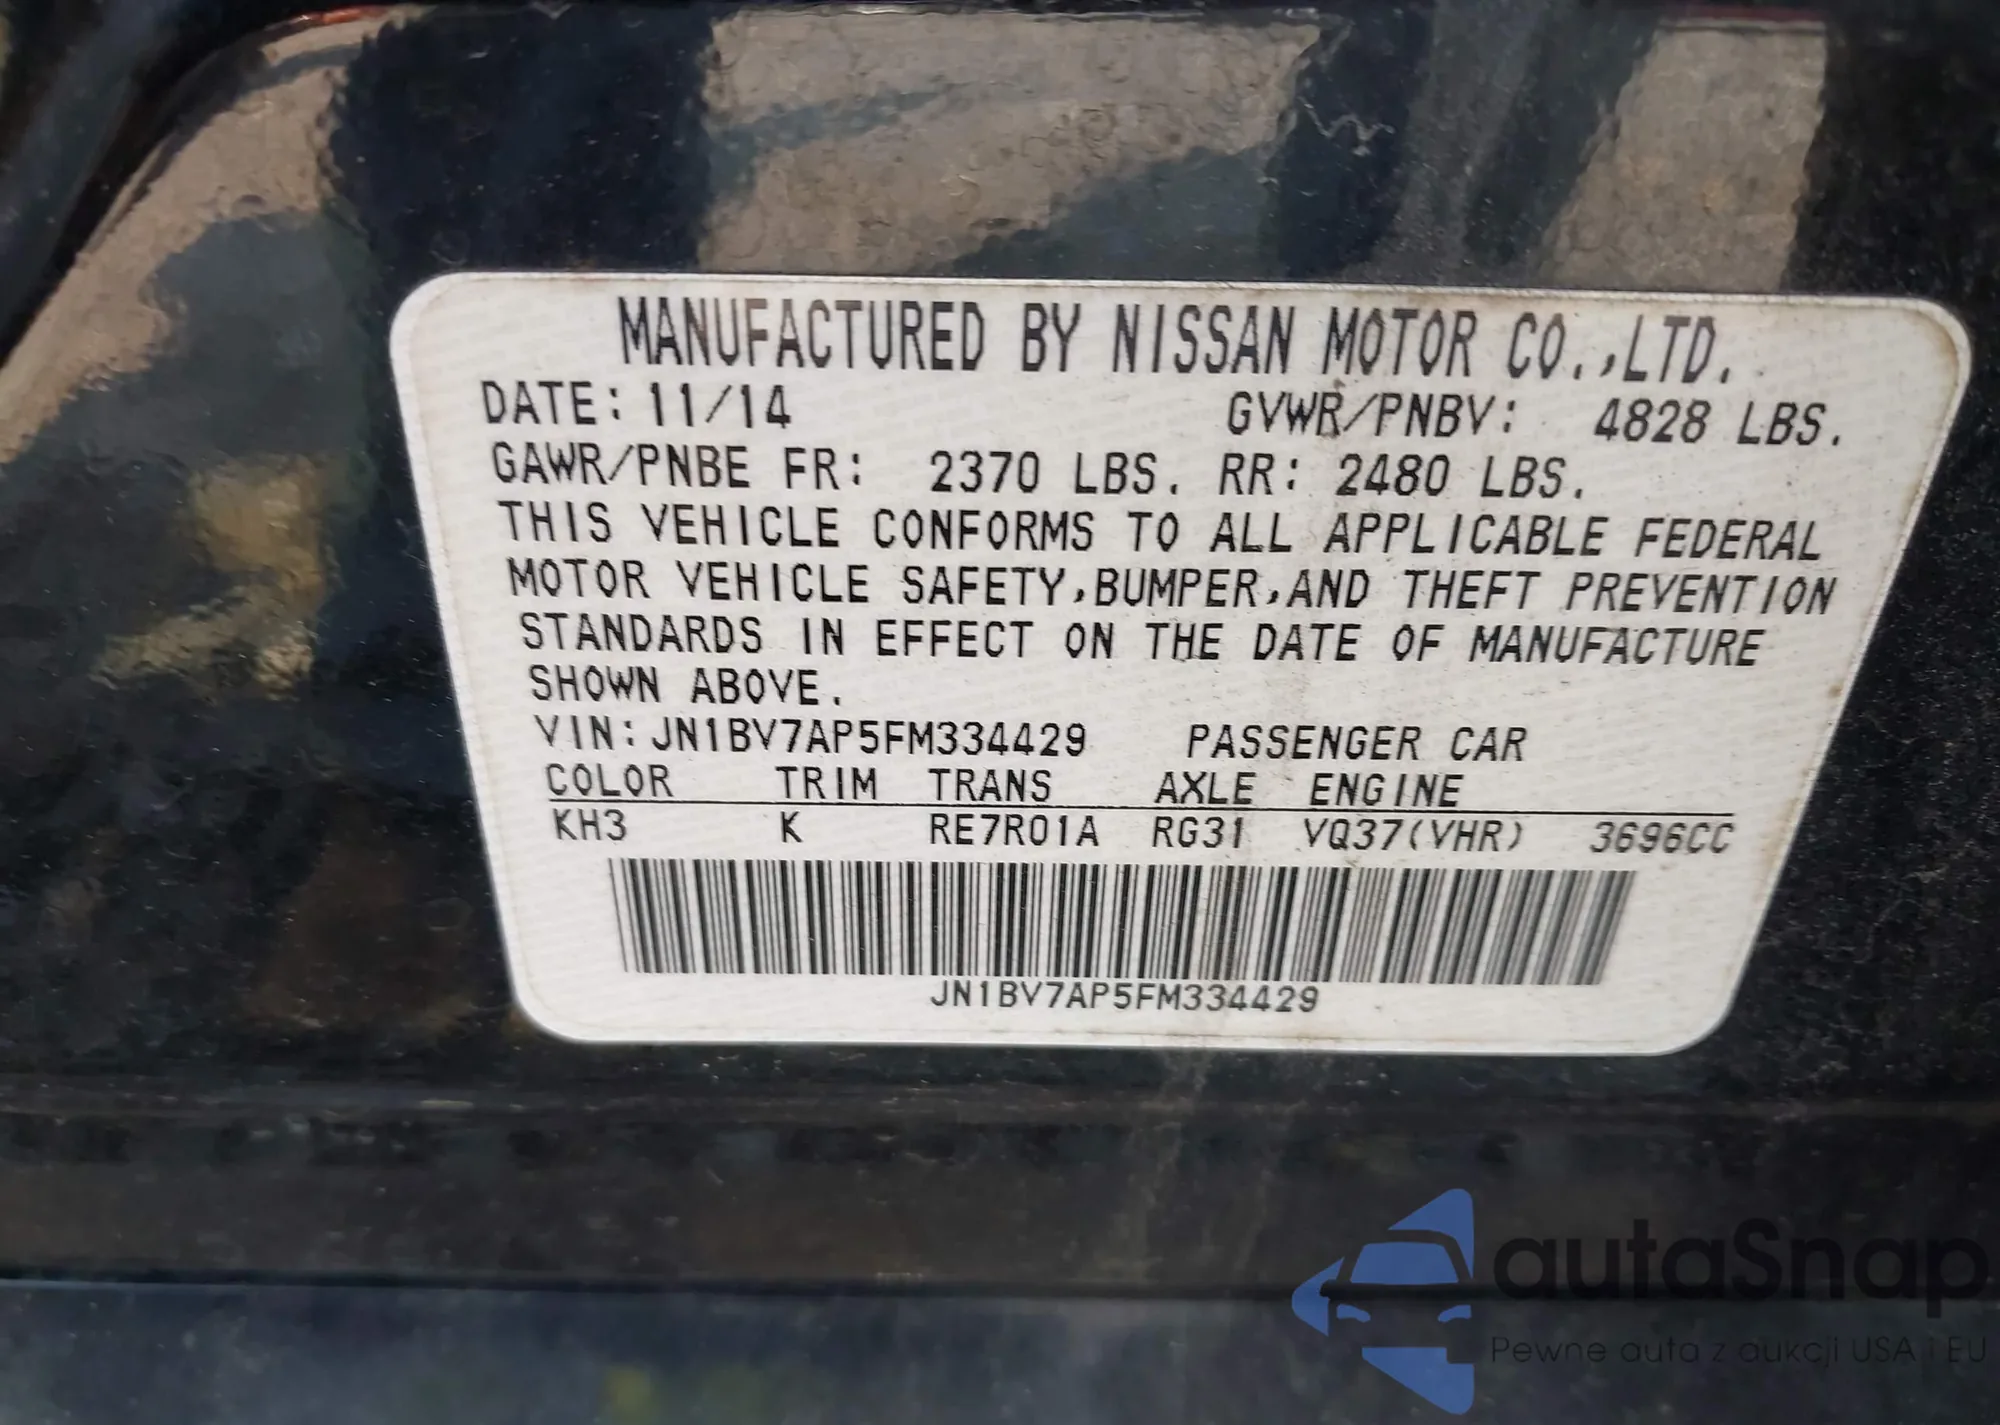 MANUFACTURED BY NISSAN MOTOR CO.,LTD.
DATE: 11/14 GVWR/PNBV: 4828 LBS.
GAWR/PNBE FR: 2370 LBS. RR: 2480 LBS.
THIS VEHICLE CONFORMS TO ALL APPLICABLE FEDERAL
MOTOR VEHICLE SAFETY,BUMPER,AND THEFT PREVENTION
STANDARDS IN EFFECT ON THE DATE OF MANUFACTURE
SHOWN ABOVE.
VIN:JN1BV7AP5FM334429 PASSENGER CAR
COLOR TRIM TRANS AXLE ENGINE
KH3 K RE7R01A RG31 VQ37(VHR) 3696CC
JN1BV7AP5FM334429
autaSnap
Pewne auta z aukcji USA i EU